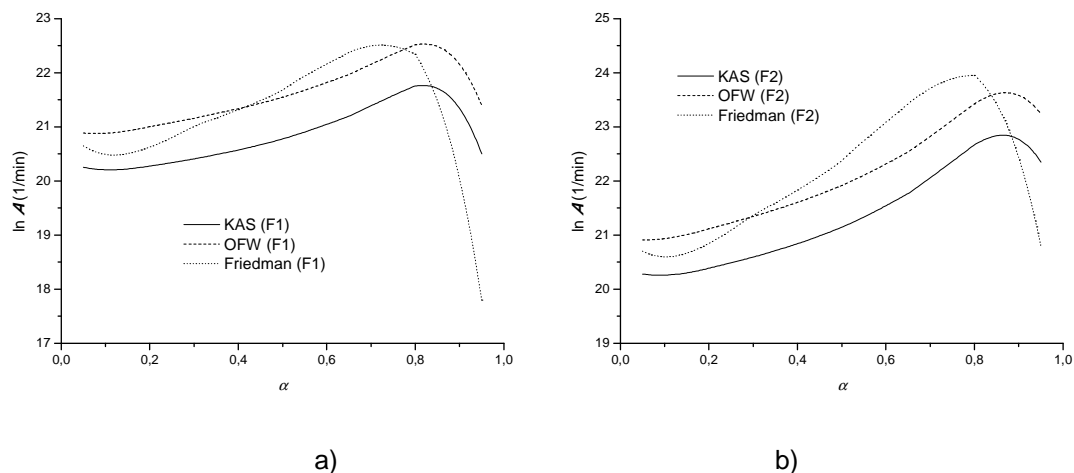 23
22
21
20
19
18
17
ln A (1/min)
KAS (F1)
OFW (F1)
Friedman (F1)
0,0 0,2 0,4 0,6 0,8 1,0
α
a)
25
24
23
22
21
20
19
ln A (1/min)
KAS (F2)
OFW (F2)
Friedman (F2)
0,0 0,2 0,4 0,6 0,8 1,0
α
b)